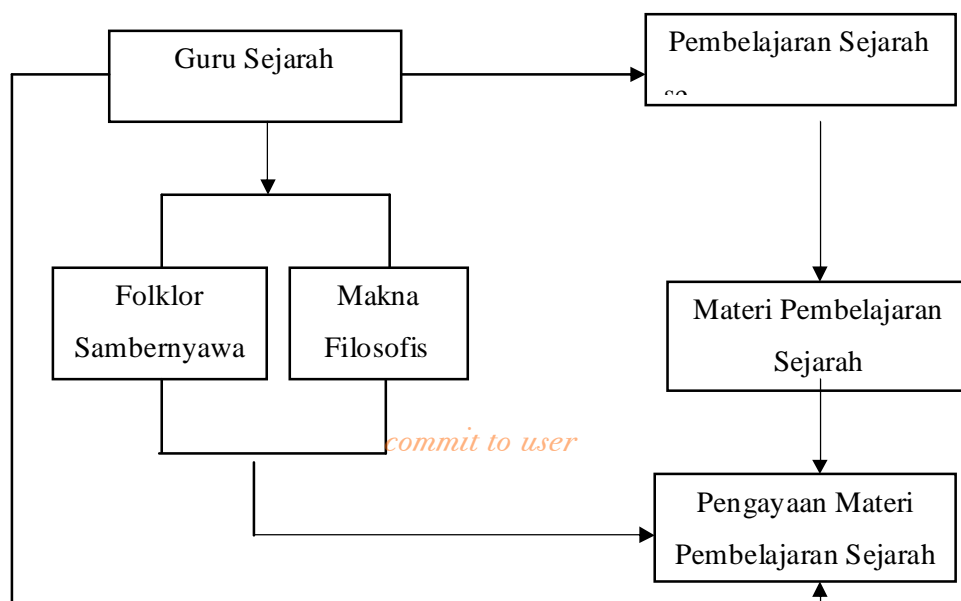 Guru Sejarah
Pembelajaran Sejarah
Folklor
Sambernyawa
Makna
Filosofis
Materi Pembelajaran
Sejarah
commit to user
Pengayaan Materi
Pembelajaran Sejarah